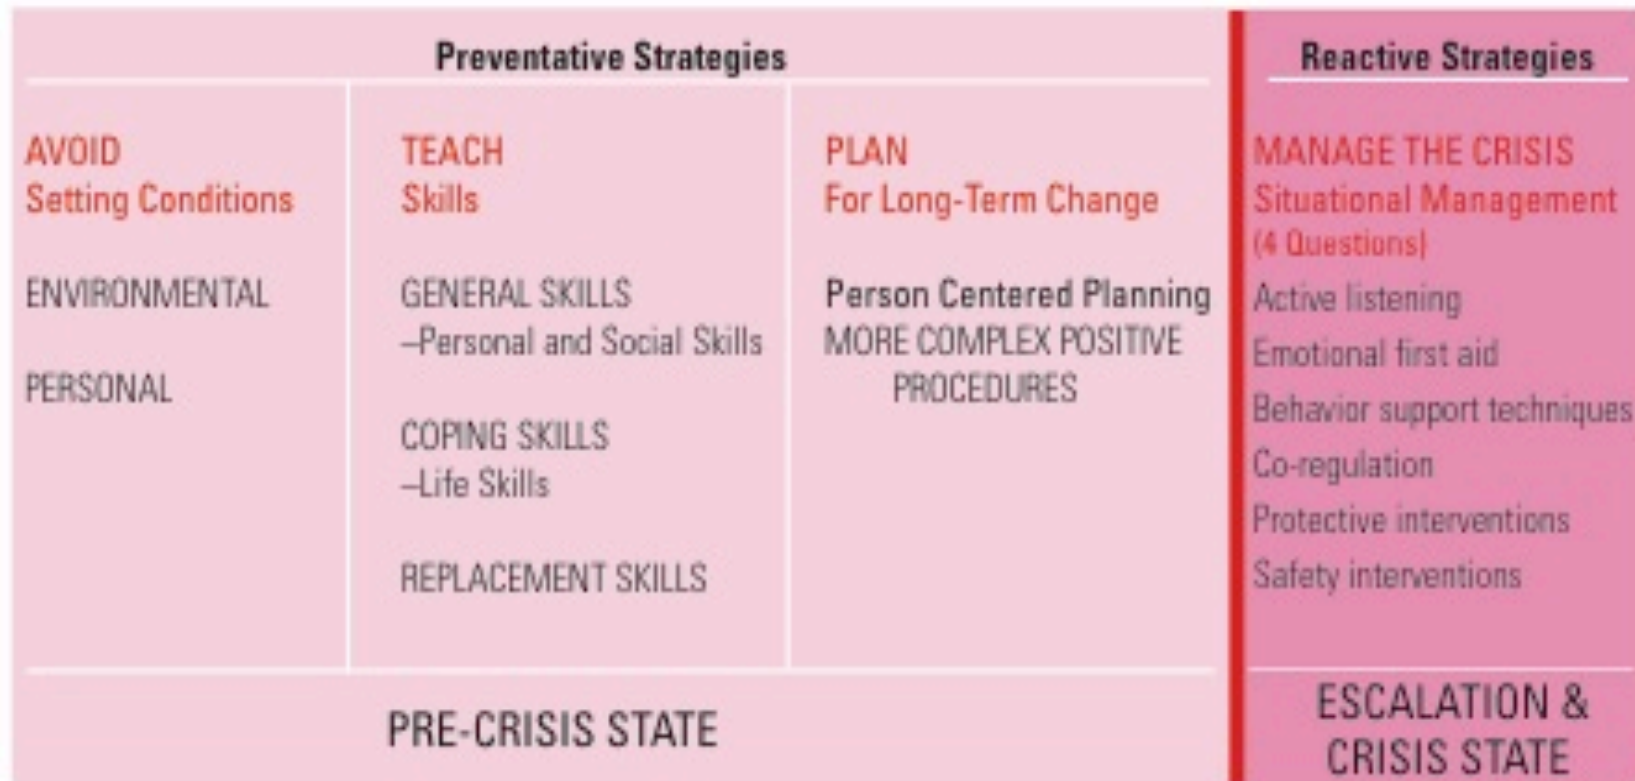 Preventative Strategies
AVOID
Setting Conditions
ENVIRONMENTAL
PERSONAL
TEACH
Skills
GENERAL SKILLS
–Personal and Social Skills
COPING SKILLS
–Life Skills
REPLACEMENT SKILLS
PLAN
For Long-Term Change
Person Centered Planning
MORE COMPLEX POSITIVE
PROCEDURES
PRE-CRISIS STATE
Reactive Strategies
MANAGE THE CRISIS
Situational Management
(4 Questions)
Active listening
Emotional first aid
Behavior support techniques
Co-regulation
Protective interventions
Safety interventions
ESCALATION &
CRISIS STATE